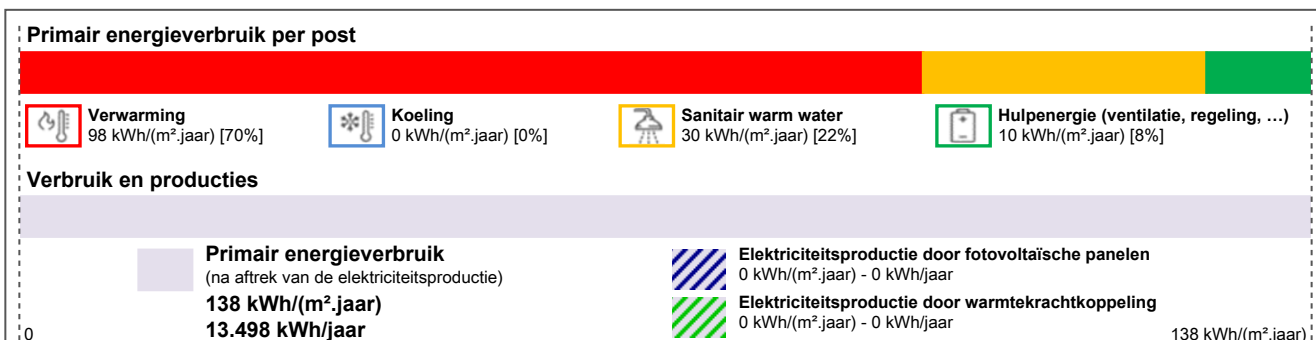 Primair energieverbruik per post
Verwarming
98 kWh/(m².jaar) [70%]
Koeling
0 kWh/(m².jaar) [0%]
Sanitair warm water
30 kWh/(m².jaar) [22%]
Hulpenergie (ventilatie, regeling, …)
10 kWh/(m².jaar) [8%]
Verbruik en producties
Primair energieverbruik
(na aftrek van de elektriciteitsproductie)
138 kWh/(m².jaar)
13.498 kWh/jaar
Elektriciteitsproductie door fotovoltaïsche panelen
0 kWh/(m².jaar) - 0 kWh/jaar
Elektriciteitsproductie door warmtekrachtkoppeling
0 kWh/(m².jaar) - 0 kWh/jaar
0
138 kWh/(m².jaar)